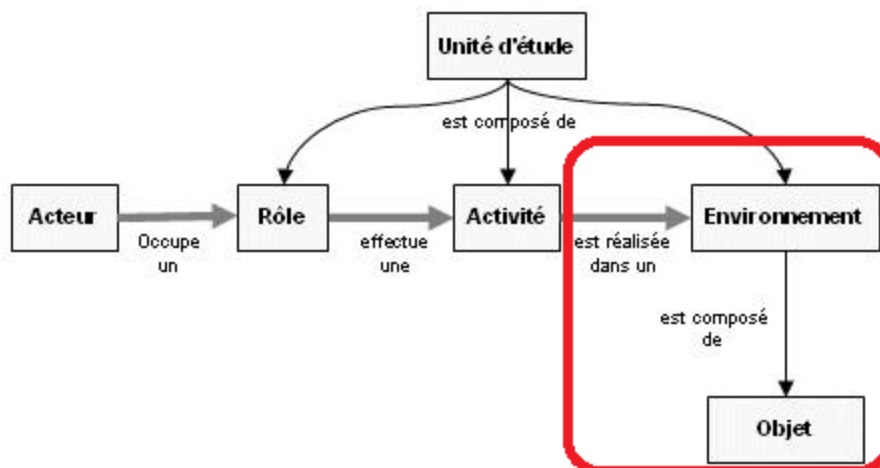 Unité d'étude
est composé de
Acteur
Rôle
Activité
Environnement
Occupe
un
effectue
une
est réalisée
dans un
est composé
de
Objet